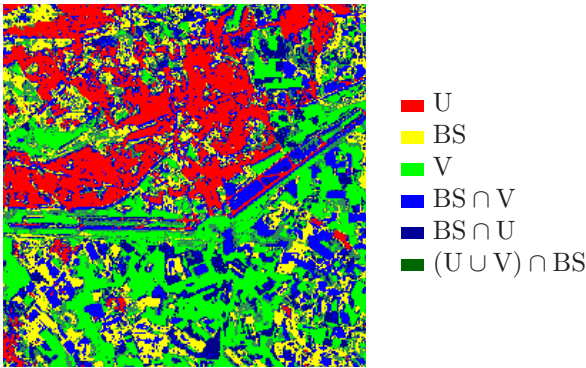 U
BS
V
BS ∩ V
BS ∩ U
(U ∪ V) ∩ BS